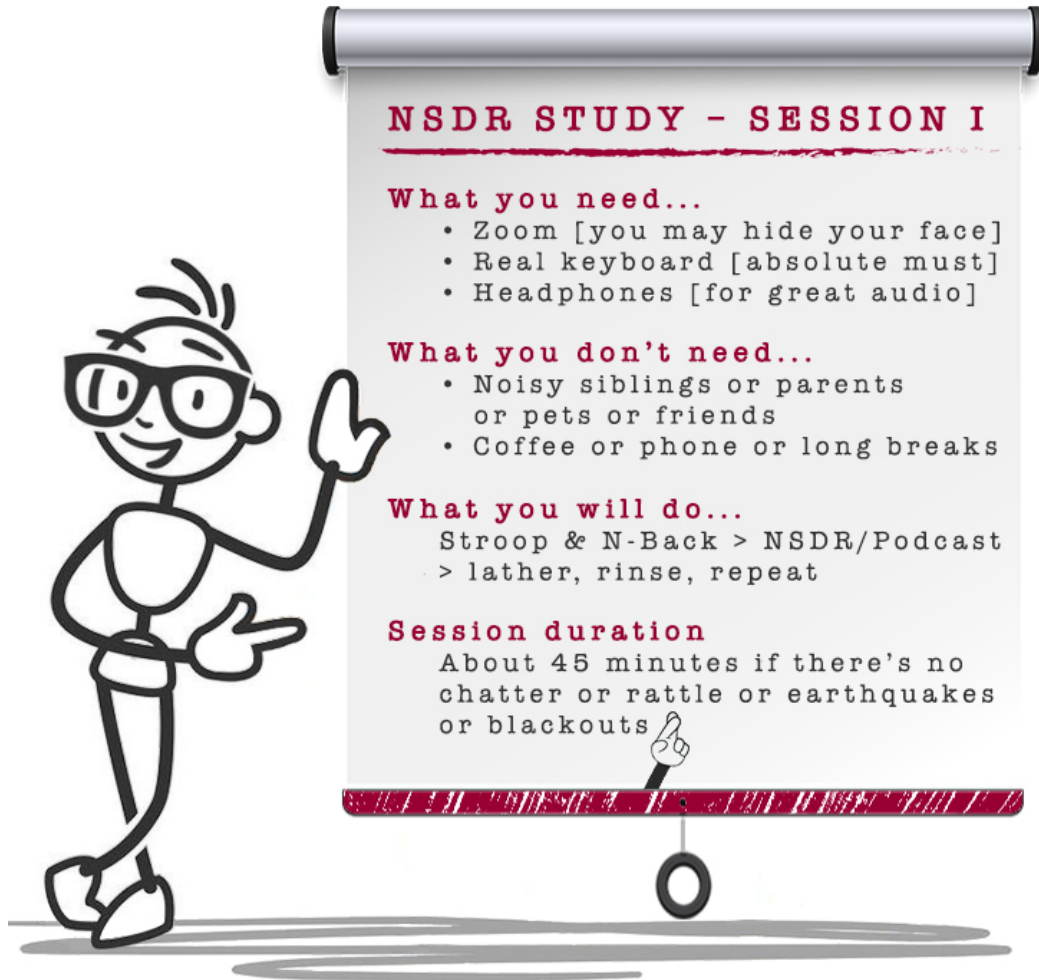 NSDR STUDY – SESSION I
What you need...
• Zoom [you may hide your face]
• Real keyboard [absolute must]
• Headphones [for great audio]
What you don't need...
• Noisy siblings or parents
or pets or friends
• Coffee or phone or long breaks
What you will do...
Stroop & N-Back > NSDR/Podcast
> lather, rinse, repeat
Session duration
About 45 minutes if there's no
chatter or rattle or earthquakes
or blackouts